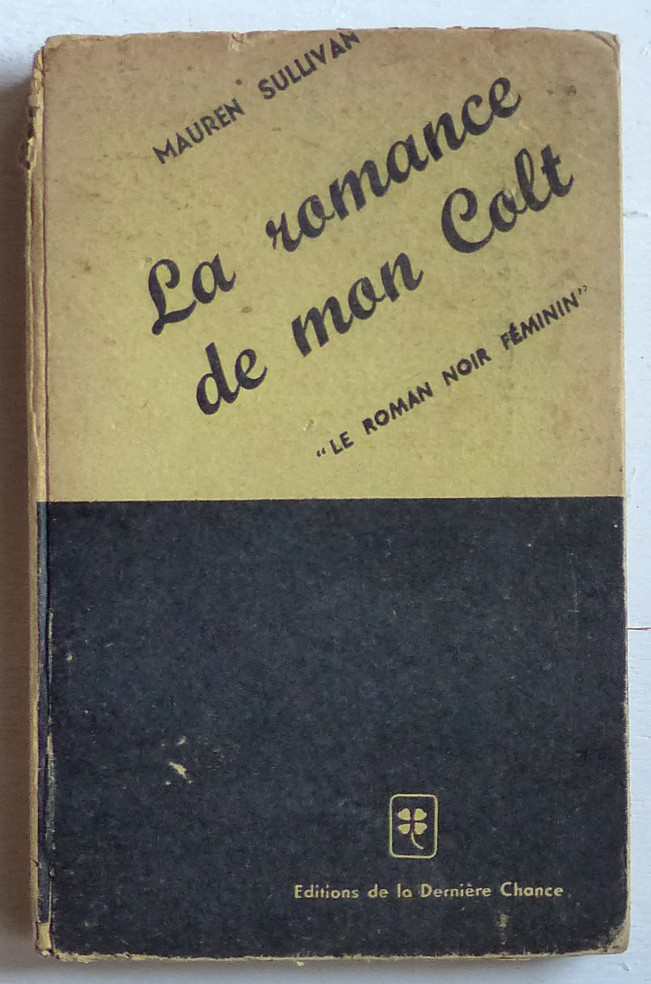 MAUREN SULLIVAN
La romance
de mon Colt
“LE ROMAN NOIR FÉMININ”
Editions de la Dernière Chance